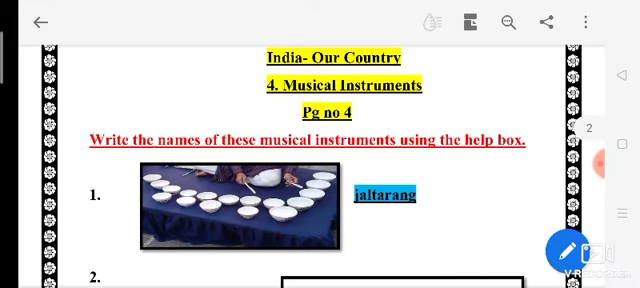 India- Our Country
4. Musical Instruments
Pg no 4
Write the names of these musical instruments using the help box.
1.
jaltarang
2
2.
V-RECORDER